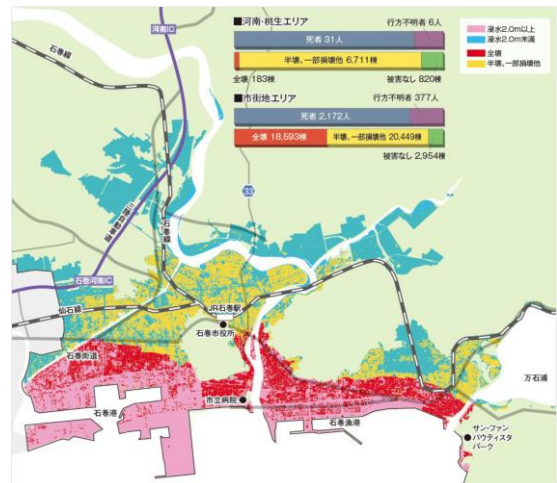 ■河南・桃生エリア
行方不明者 6人
死者 31人
半壊、一部損壊他 6,711棟
全壊 183棟
被害なし 820棟
■市街地エリア
行方不明者 377人
死者 2,172人
全壊 18,593棟
半壊、一部損壊他 20,449棟
被害なし 2,954棟
浸水2.0m以上
浸水2.0m未満
全壊
半壊、一部損壊他
河南IC
石巻線
33
三陸自動車道
石巻線
石巻河南IC
仙石線
JR石巻駅
石巻市役所
石巻街道
万石浦
市立病院
石巻港
石巻漁港
サン・ファン
バウティスタ
パーク